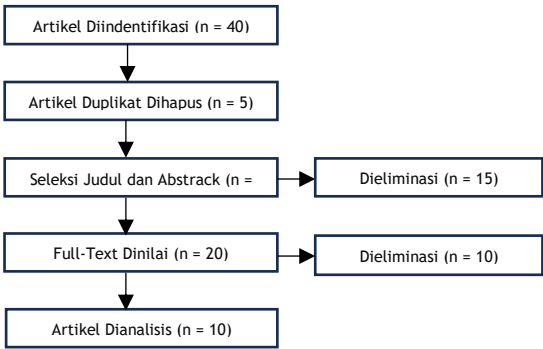 Artikel Diindentifikasi (n = 40)
Artikel Duplikat Dihapus (n = 5)
Seleksi Judul dan Abstrack (n =
Dieliminasi (n = 15)
Full-Text Dinilai (n = 20)
Dieliminasi (n = 10)
Artikel Dianalisis (n = 10)